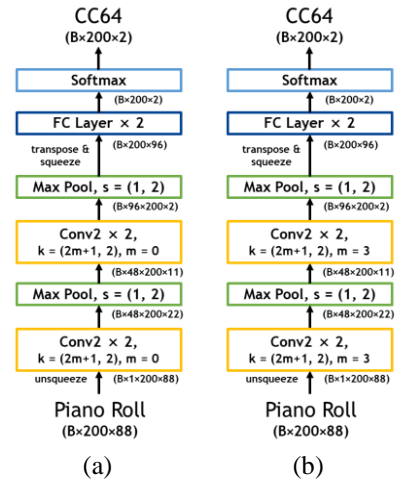 CC64
(B×200×2)
Softmax
(B×200×2)
FC Layer × 2
transpose &
squeeze
(B×200×96)
Max Pool, s = (1, 2)
(B×96×200×2)
Conv2 × 2,
k = (2m+1, 2), m = 0
(B×48×200×11)
Max Pool, s = (1, 2)
(B×48×200×22)
Conv2 × 2,
k = (2m+1, 2), m = 0
unsqueeze
(B×1×200×88)
Piano Roll
(B×200×88)
(a)
CC64
(B×200×2)
Softmax
(B×200×2)
FC Layer × 2
transpose &
squeeze
(B×200×96)
Max Pool, s = (1, 2)
(B×96×200×2)
Conv2 × 2,
k = (2m+1, 2), m = 3
(B×48×200×11)
Max Pool, s = (1, 2)
(B×48×200×22)
Conv2 × 2,
k = (2m+1, 2), m = 3
unsqueeze
(B×1×200×88)
Piano Roll
(B×200×88)
(b)